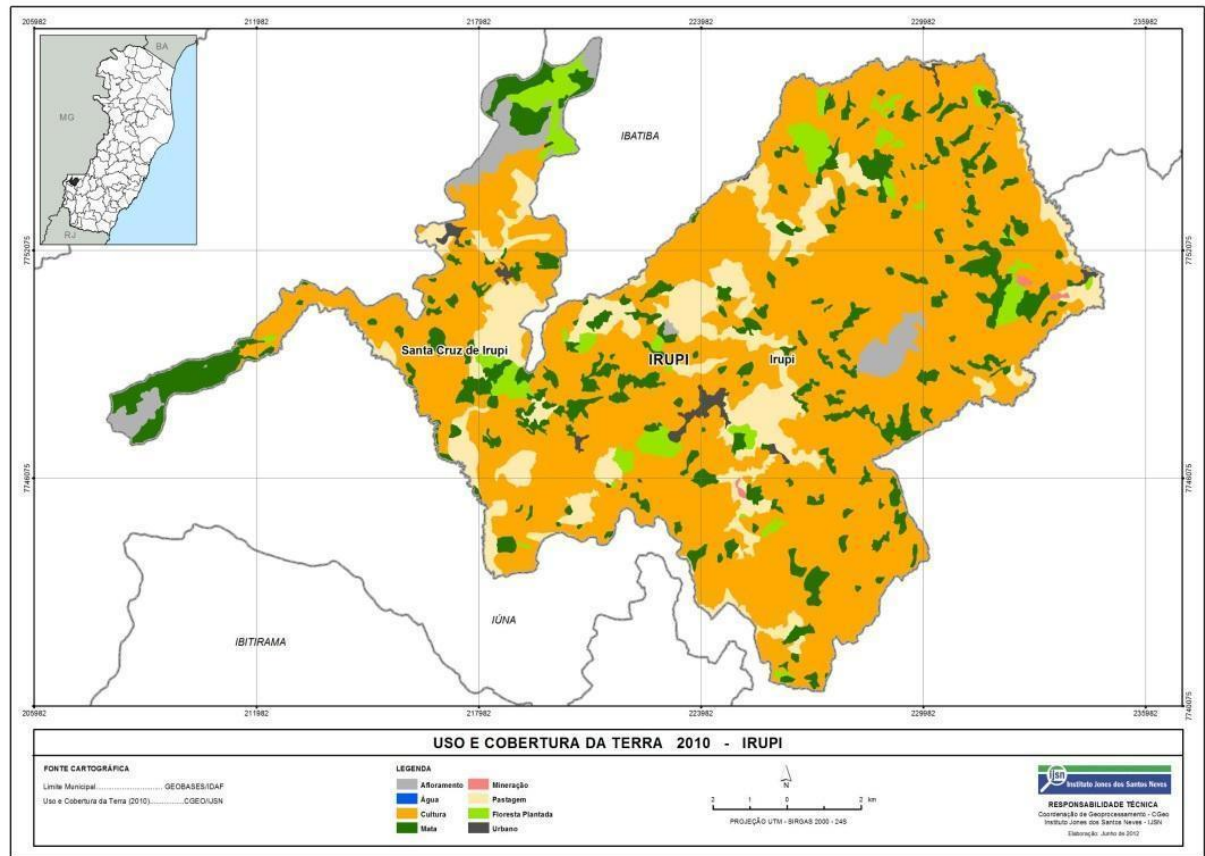 205982 211982 217982 223982 229982 235982
BA
MG
RJ
IBATIBA
7752075 7752075
Santa Cruz de Irupi IRUPI Irupi
7746075 7746075
IÚNA
IBITIRAMA
7740075
205982 211982 217982 223982 229982 235982
USO E COBERTURA DA TERRA 2010 - IRUPI
FONTE CARTOGRÁFICA
Limite Municipal ............................ GEOBASES/IDAF
Uso e Cobertura da Terra (2010)..............CGEO/IJSN
LEGENDA
Afloramento Mineração
Água Pastagem
Cultura Floresta Plantada
Mata Urbano
N
2 1 0 2 km
PROJEÇÃO UTM - SIRGAS 2000 - 24S
ijsn Instituto Jones dos Santos Neves
RESPONSABILIDADE TÉCNICA
Coordenação de Geoprocessamento - CGeo
Instituto Jones dos Santos Neves - IJSN
Elaboração: Junho de 2012